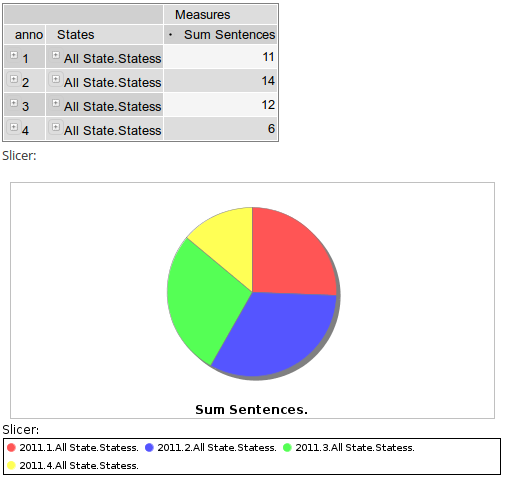 Measures
anno States • Sum Sentences
1 All State.Statess 11
2 All State.Statess 14
3 All State.Statess 12
4 All State.Statess 6
Slicer:
Sum Sentences.
Slicer:
2011.1.All State.Statess. 2011.2.All State.Statess. 2011.3.All State.Statess.
2011.4.All State.Statess.